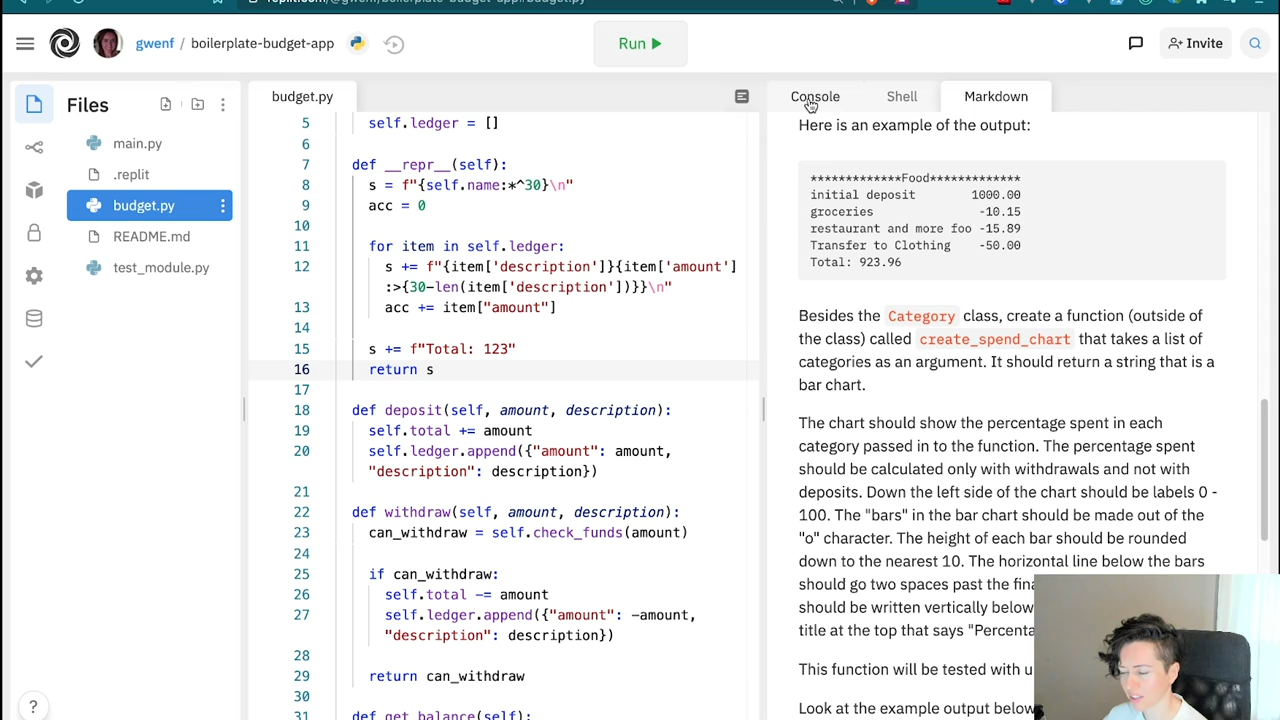 gwenf / boilerplate-budget-app
Run
Invite
Files
main.py
.replit
budget.py
README.md
test_module.py
?
budget.py
5 self.ledger = []
6
7 def __repr__(self):
8 s = f"{self.name:*^30}\n"
9 acc = 0
10
11 for item in self.ledger:
12 s += f"{item['description']}{item['amount']
:>{30-len(item['description'])}}\n"
13 acc += item["amount"]
14
15 s += f"Total: 123"
16 return s
17
18 def deposit(self, amount, description):
19 self.total += amount
20 self.ledger.append({"amount": amount,
"description": description})
21
22 def withdraw(self, amount, description):
23 can_withdraw = self.check_funds(amount)
24
25 if can_withdraw:
26 self.total -= amount
27 self.ledger.append({"amount": -amount,
"description": description})
28
29 return can_withdraw
30
31 def get_balance(self):
Console Shell Markdown
Here is an example of the output:
*************Food*************
initial deposit 1000.00
groceries -10.15
restaurant and more foo -15.89
Transfer to Clothing -50.00
Total: 923.96
Besides the Category class, create a function (outside of
the class) called create_spend_chart that takes a list of
categories as an argument. It should return a string that is a
bar chart.
The chart should show the percentage spent in each
category passed in to the function. The percentage spent
should be calculated only with withdrawals and not with
deposits. Down the left side of the chart should be labels 0 -
100. The "bars" in the bar chart should be made out of the
"o" character. The height of each bar should be rounded
down to the nearest 10. The horizontal line below the bars
should go two spaces past the fina
should be written vertically below
title at the top that says "Percenta
This function will be tested with u
Look at the example output below